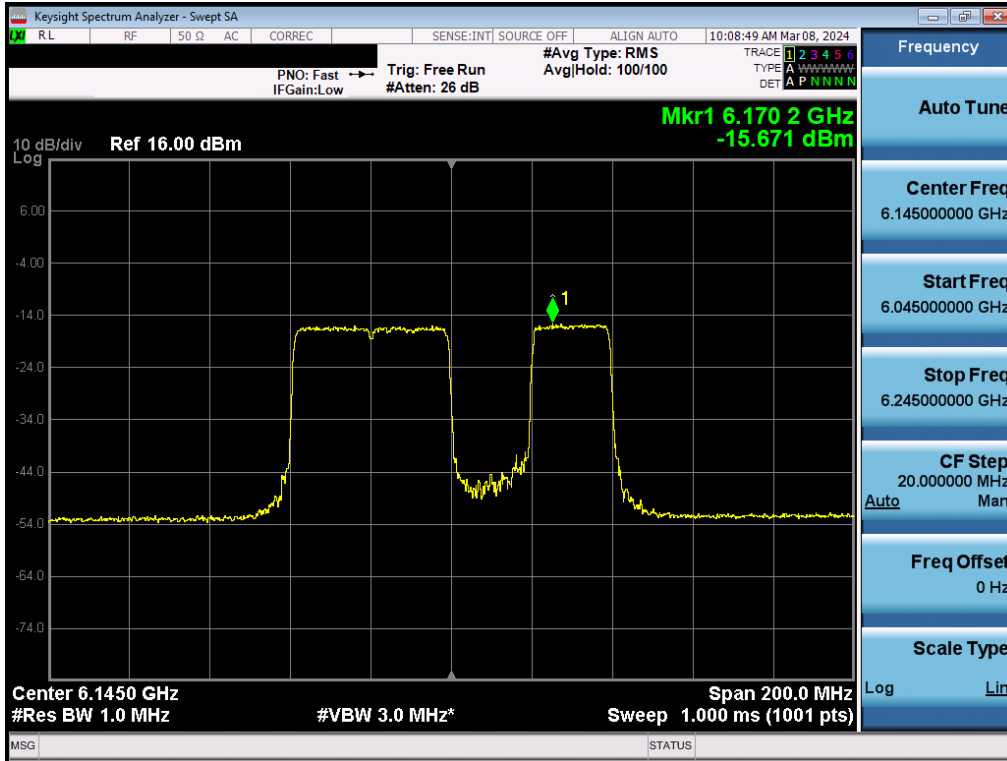 Keysight Spectrum Analyzer - Swept SA
LXI RL RF 50 Ω AC CORREC SENSE:INT SOURCE OFF ALIGN AUTO 10:08:49 AM Mar 08, 2024
PNO: Fast
IFGain:Low
Trig: Free Run
#Atten: 26 dB
#Avg Type: RMS
Avg|Hold: 100/100
TRACE 1 2 3 4 5 6
TYPE A WWWWW
DET A P N N N N
Mkr1 6.170 2 GHz
-15.671 dBm
10 dB/div Ref 16.00 dBm
Log
6.00
-4.00
1
-14.0
-24.0
-34.0
-44.0
-54.0
-64.0
-74.0
Center 6.1450 GHz Span 200.0 MHz
#Res BW 1.0 MHz #VBW 3.0 MHz* Sweep 1.000 ms (1001 pts)
MSG STATUS
Frequency
Auto Tune
Center Freq
6.145000000 GHz
Start Freq
6.045000000 GHz
Stop Freq
6.245000000 GHz
CF Step
20.000000 MHz
Auto Man
Freq Offset
0 Hz
Scale Type
Log Lin